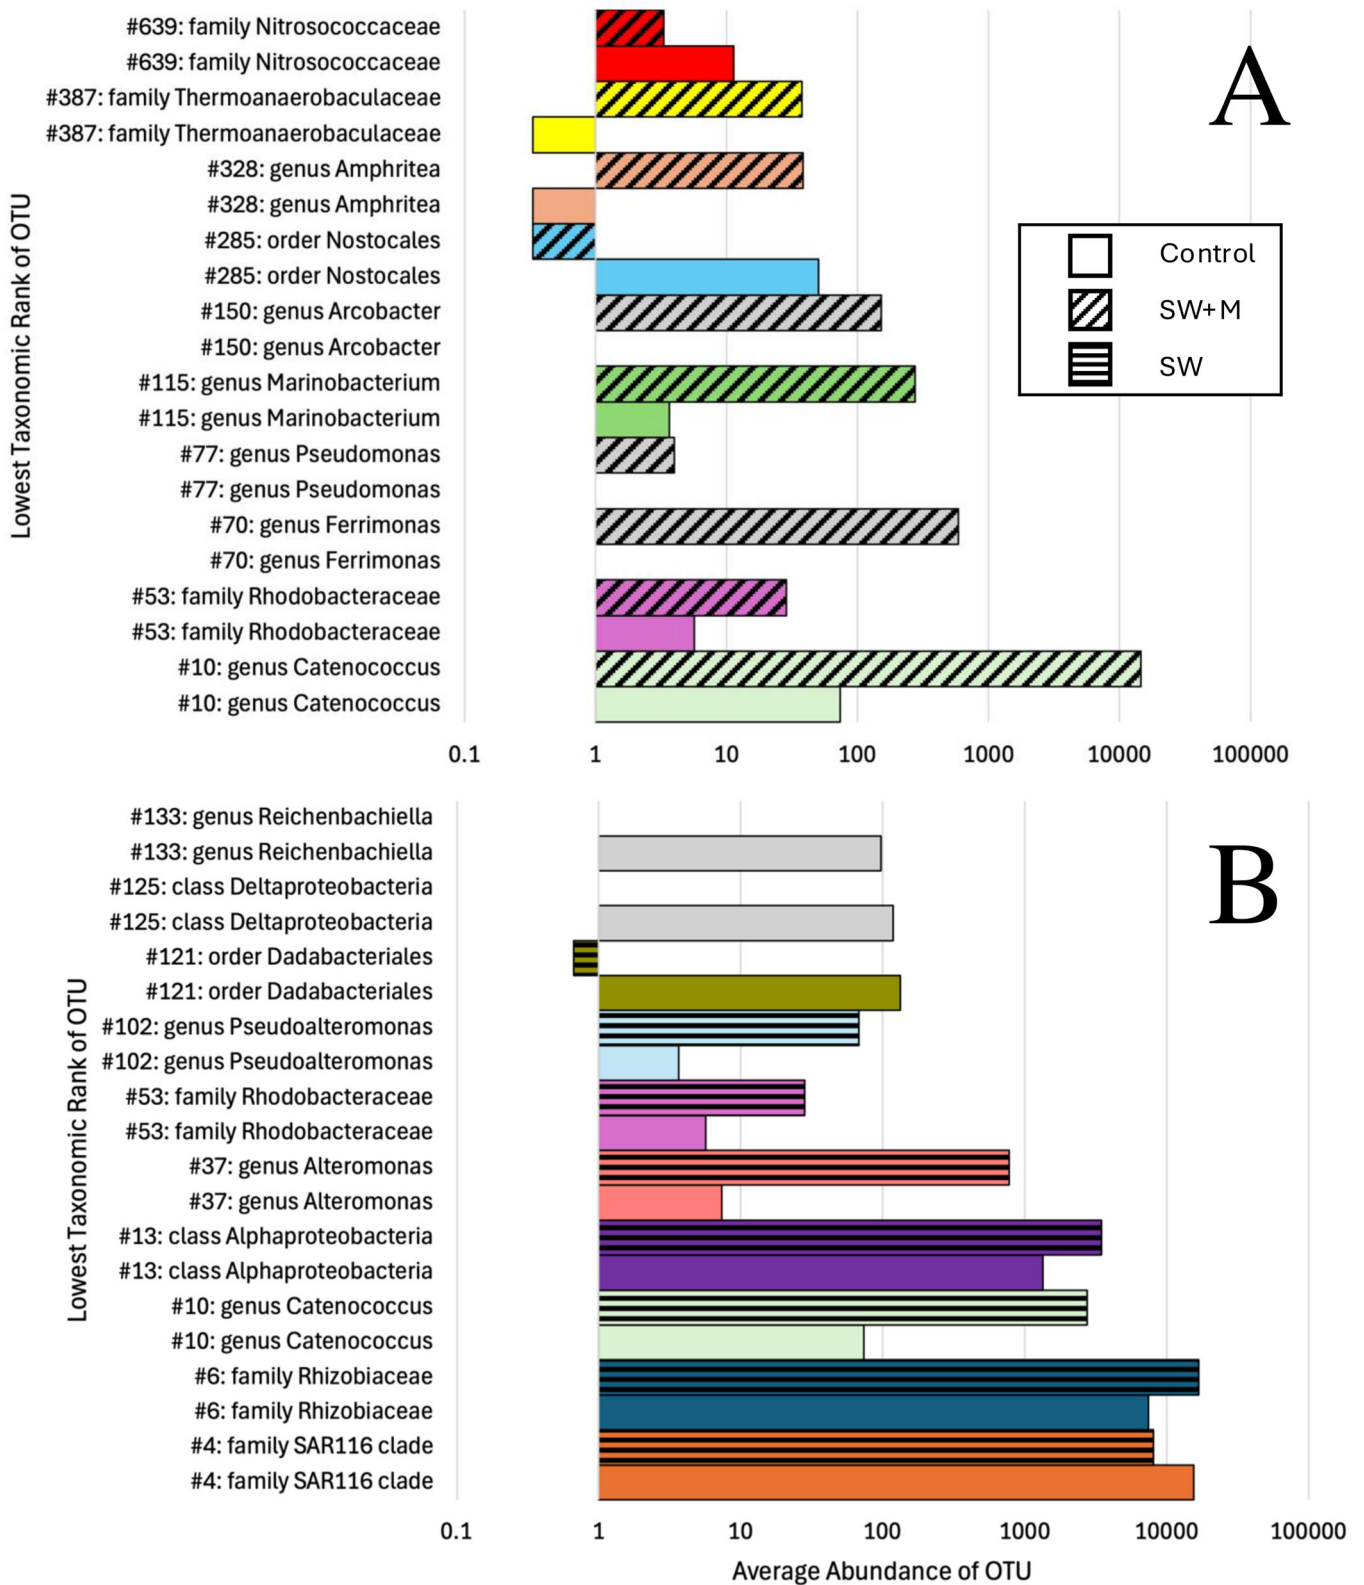 A
#639: family Nitrosococcaceae
#639: family Nitrosococcaceae
#387: family Thermoanaerobaculaceae
#387: family Thermoanaerobaculaceae
#328: genus Amphritea
#328: genus Amphritea
#285: order Nostocales
#285: order Nostocales
#150: genus Arcobacter
#150: genus Arcobacter
#115: genus Marinobacterium
#115: genus Marinobacterium
#77: genus Pseudomonas
#77: genus Pseudomonas
#70: genus Ferrimonas
#70: genus Ferrimonas
#53: family Rhodobacteraceae
#53: family Rhodobacteraceae
#10: genus Catenococcus
#10: genus Catenococcus
Lowest Taxonomic Rank of OTU
Control
SW+M
SW
0.1 1 10 100 1000 10000 100000
B
#133: genus Reichenbachiella
#133: genus Reichenbachiella
#125: class Deltaproteobacteria
#125: class Deltaproteobacteria
#121: order Dadabacteriales
#121: order Dadabacteriales
#102: genus Pseudoalteromonas
#102: genus Pseudoalteromonas
#53: family Rhodobacteraceae
#53: family Rhodobacteraceae
#37: genus Alteromonas
#37: genus Alteromonas
#13: class Alphaproteobacteria
#13: class Alphaproteobacteria
#10: genus Catenococcus
#10: genus Catenococcus
#6: family Rhizobiaceae
#6: family Rhizobiaceae
#4: family SAR116 clade
#4: family SAR116 clade
Lowest Taxonomic Rank of OTU
0.1 1 10 100 1000 10000 100000
Average Abundance of OTU